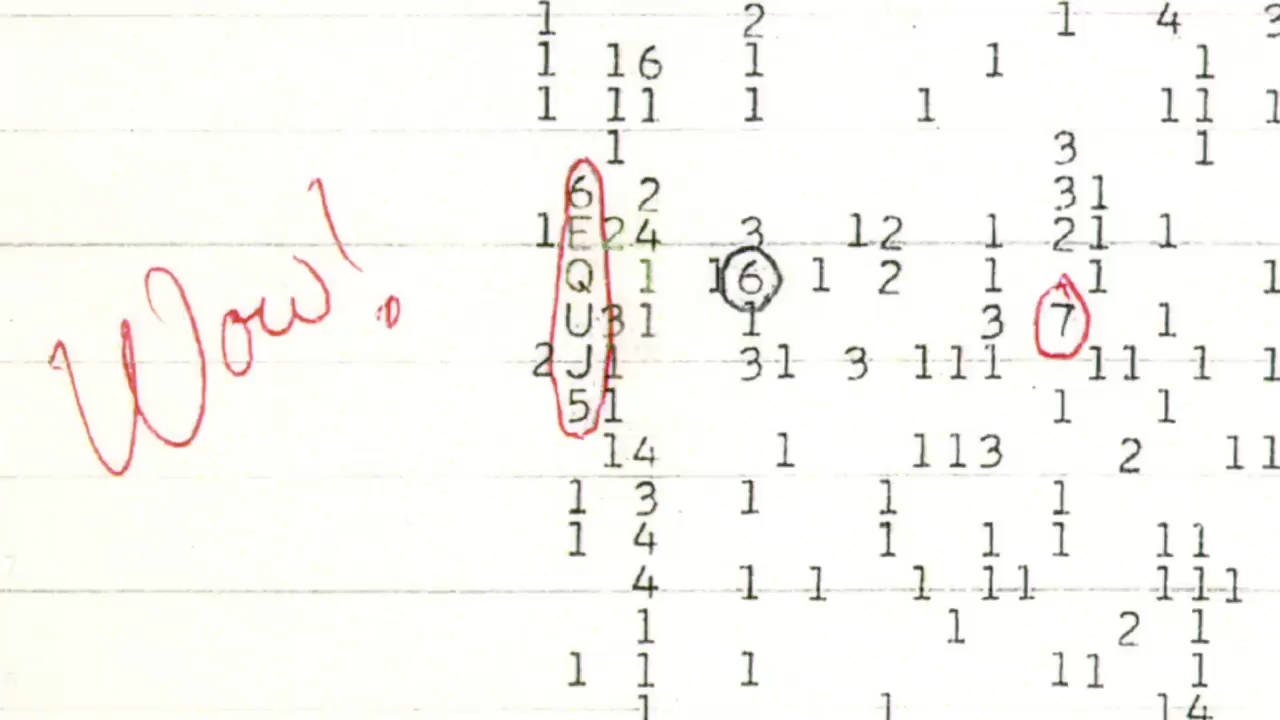 1 2 1 4 3
1 16 1 1 1
1 11 1 1 11 1
1 3 1
6 2 31
1E24 3 12 1 21 1
Q 1 16 1 2 1 1 1
Wow! U31 1 3 7 1
2J1 31 3 111 11 1 1
51 1 1
14 1 113 2 11
1 3 1 1 1
1 4 1 1 1 11
4 1 1 1 11 111
1 1 2 1
1 1 1 11 1
1 1 14